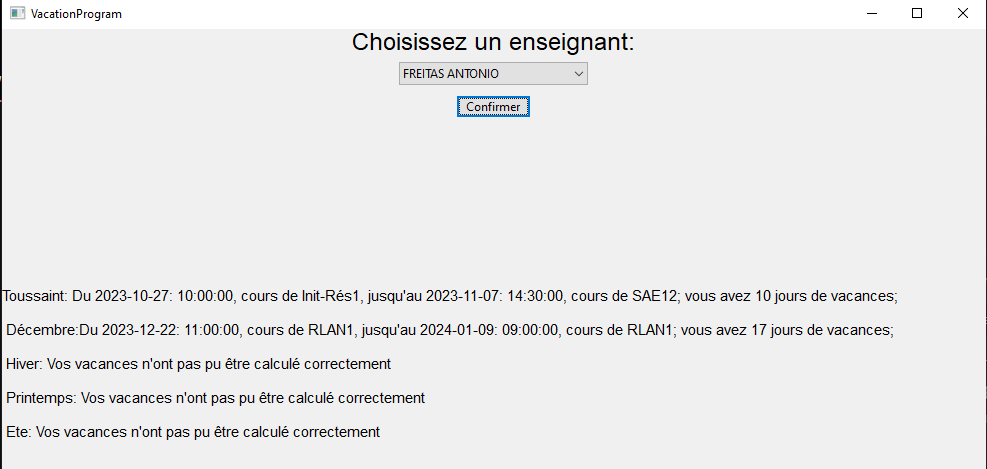 VacationProgram
Choisissez un enseignant:
FREITAS ANTONIO
Confirmer
Toussaint: Du 2023-10-27: 10:00:00, cours de Init-Rés1, jusqu'au 2023-11-07: 14:30:00, cours de SAE12; vous avez 10 jours de vacances;
Décembre:Du 2023-12-22: 11:00:00, cours de RLAN1, jusqu'au 2024-01-09: 09:00:00, cours de RLAN1; vous avez 17 jours de vacances;
Hiver: Vos vacances n'ont pas pu être calculé correctement
Printemps: Vos vacances n'ont pas pu être calculé correctement
Ete: Vos vacances n'ont pas pu être calculé correctement